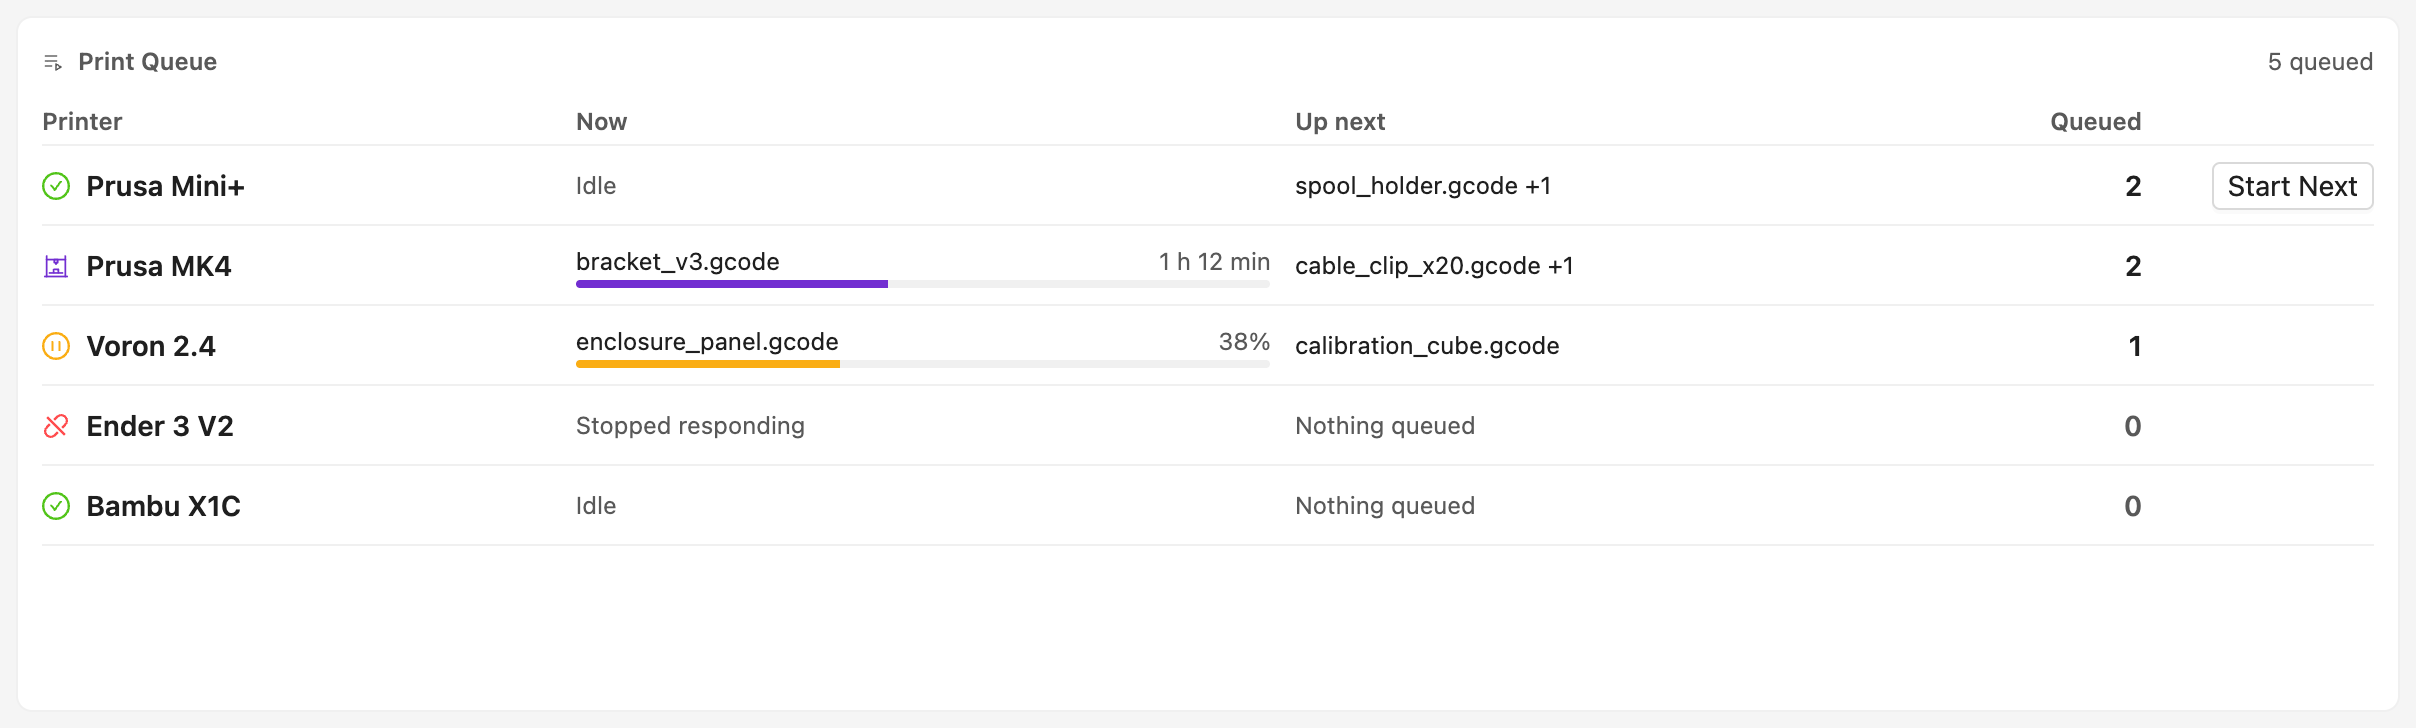 Print Queue
5 queued
Printer Now Up next Queued
Prusa Mini+ Idle spool_holder.gcode +1 2 Start Next
Prusa MK4 bracket_v3.gcode 1 h 12 min cable_clip_x20.gcode +1 2
Voron 2.4 enclosure_panel.gcode 38% calibration_cube.gcode 1
Ender 3 V2 Stopped responding Nothing queued 0
Bambu X1C Idle Nothing queued 0